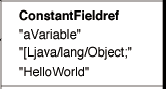 ConstantFieldref
"aVariable"
"[Ljava/lang/Object;"
"HelloWorld"